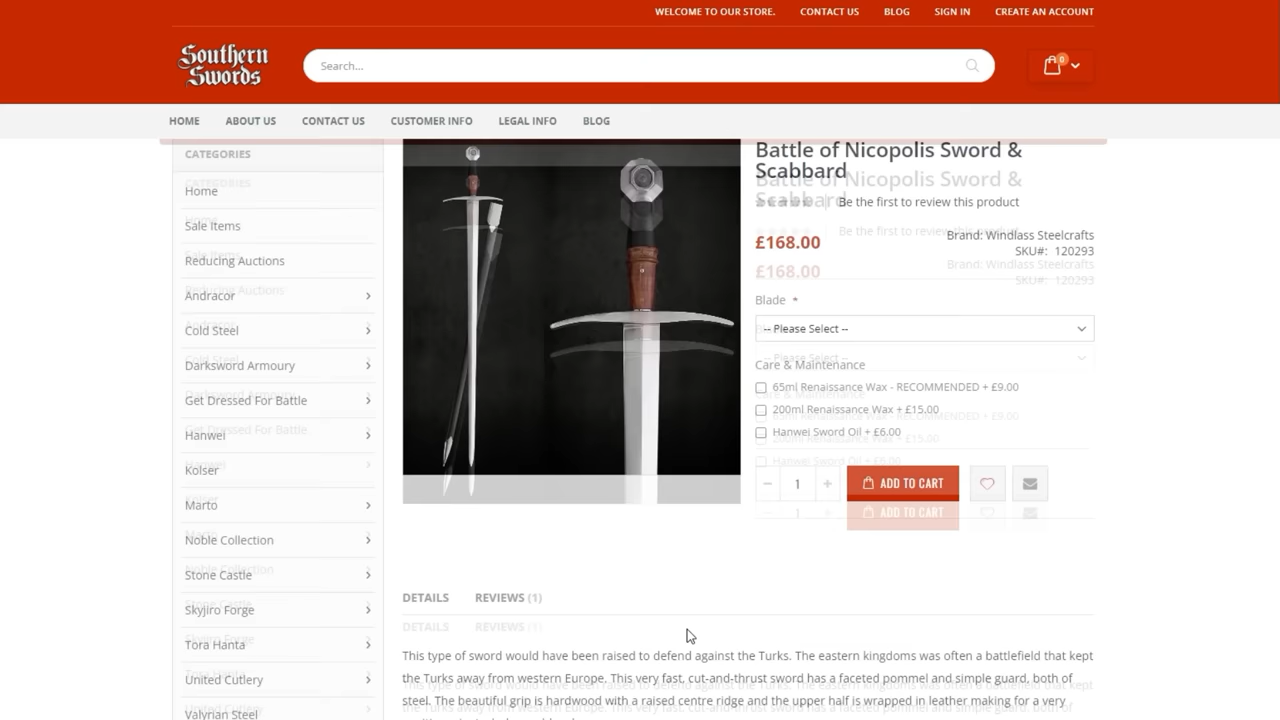 WELCOME TO OUR STORE. CONTACT US BLOG SIGN IN CREATE AN ACCOUNT
Southern
Swords
Search...
0
HOME ABOUT US CONTACT US CUSTOMER INFO LEGAL INFO BLOG
CATEGORIES
Home
Sale Items
Reducing Auctions
Andracor
Cold Steel
Darksword Armoury
Get Dressed For Battle
Hanwei
Kolser
Marto
Noble Collection
Stone Castle
Skyjiro Forge
Tora Hanta
United Cutlery
Valyrian Steel
Battle of Nicopolis Sword &
Scabbard
Be the first to review this product
£168.00
Brand: Windlass Steelcrafts
SKU#: 120293
Blade *
-- Please Select --
Care & Maintenance
65ml Renaissance Wax - RECOMMENDED + £9.00
200ml Renaissance Wax + £15.00
Hanwei Sword Oil + £6.00
− 1 + ADD TO CART
DETAILS REVIEWS (1)
This type of sword would have been raised to defend against the Turks. The eastern kingdoms was often a battlefield that kept
the Turks away from western Europe. This very fast, cut-and-thrust sword has a faceted pommel and simple guard, both of
steel. The beautiful grip is hardwood with a raised centre ridge and the upper half is wrapped in leather making for a very